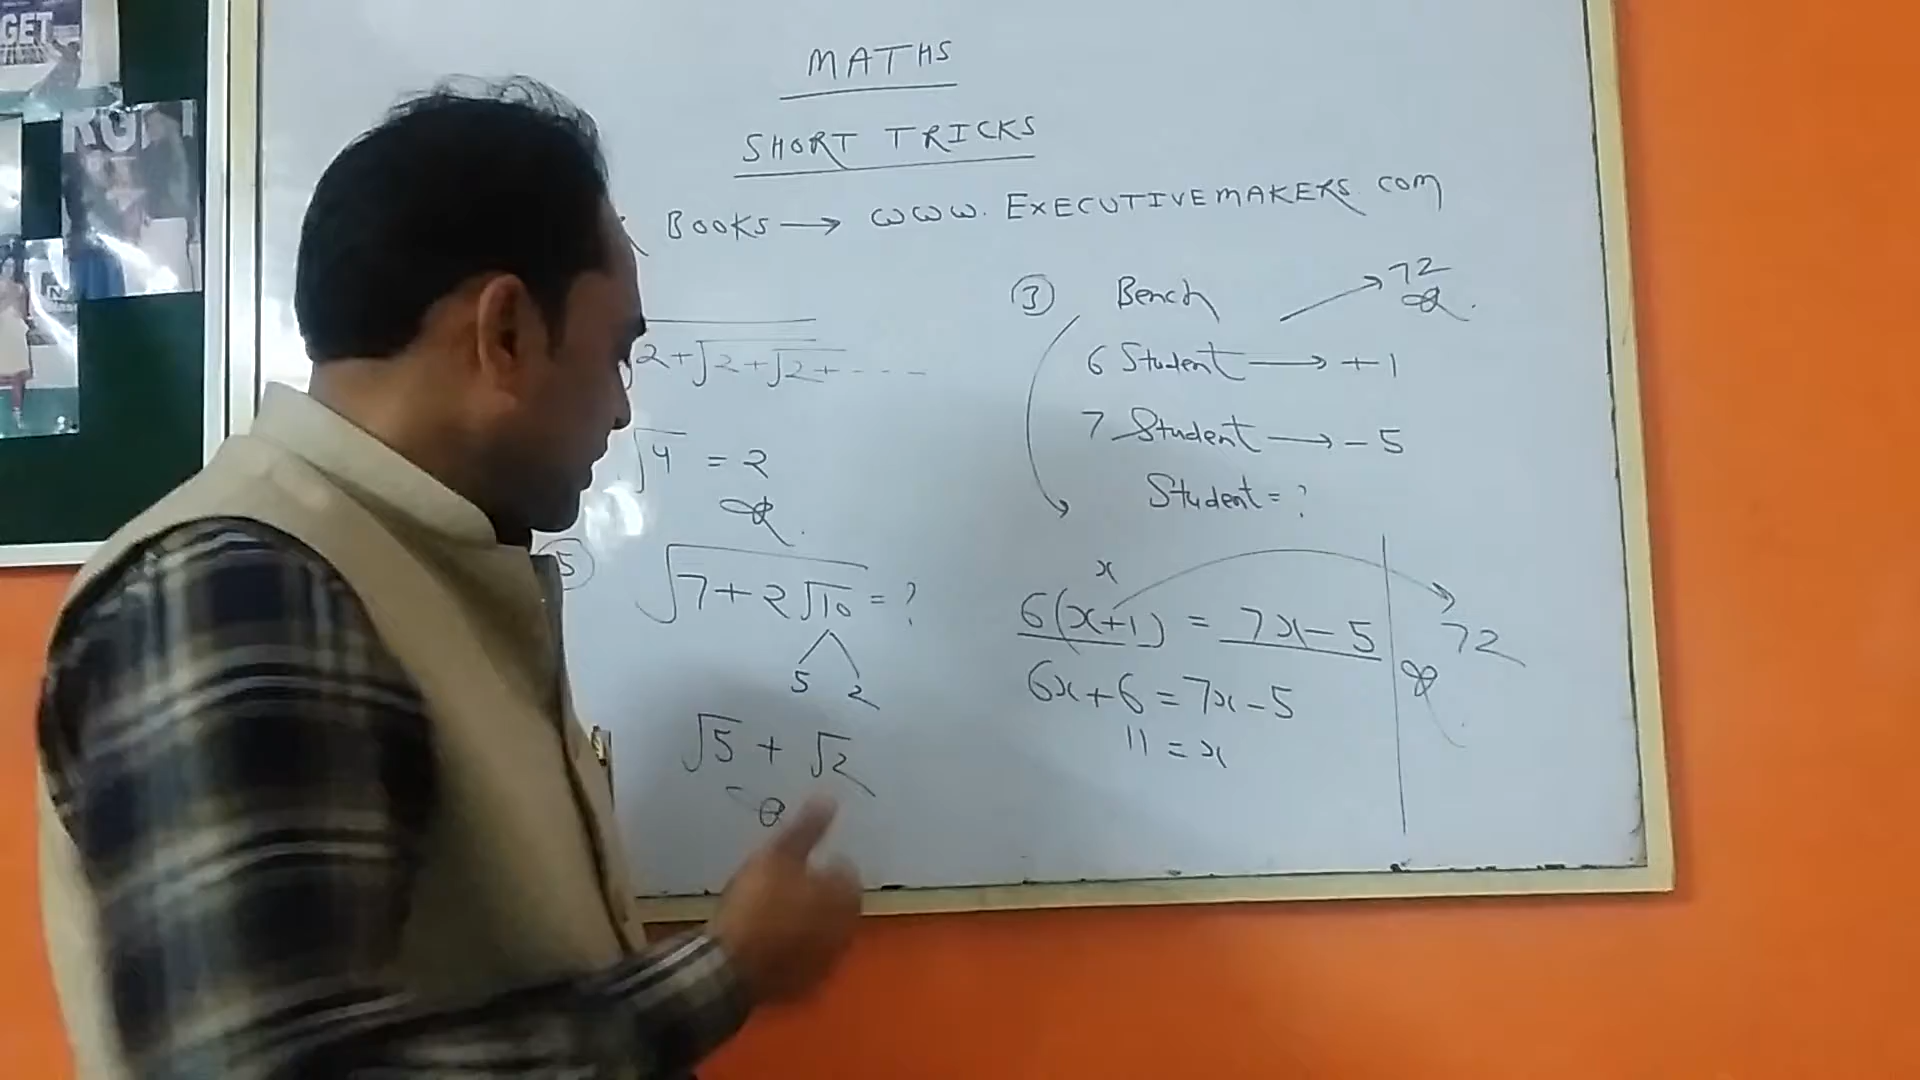 GET
MATHS
SHORT TRICKS
BOOKS → WWW. EXECUTIVEMAKERS. COM
√2+√2+√2+ - - - -
√4 = 2
5
√7+2√10 = ?
5 2
√5 + √2
3 Bench → 72
6 Student → +1
7 Student → -5
Student = ?
x
6(x+1) = 7x-5
72
6x+6=7x-5
11 = x